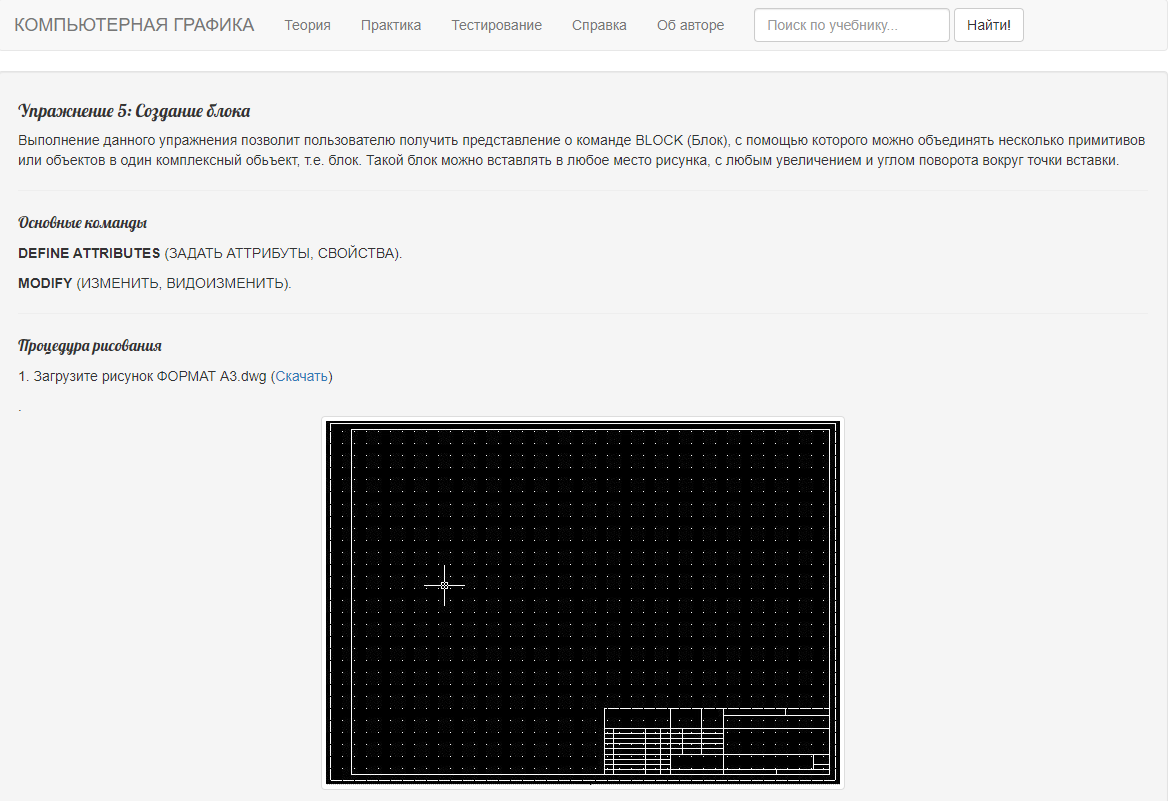 КОМПЬЮТЕРНАЯ ГРАФИКА Теория Практика Тестирование Справка Об авторе Поиск по учебнику... Найти!
Упражнение 5: Создание блока
Выполнение данного упражнения позволит пользователю получить представление о команде BLOCK (Блок), с помощью которого можно объединять несколько примитивов
или объектов в один комплексный обьъект, т.е. блок. Такой блок можно вставлять в любое место рисунка, с любым увеличением и углом поворота вокруг точки вставки.
Основные команды
DEFINE ATTRIBUTES (ЗАДАТЬ АТТРИБУТЫ, СВОЙСТВА).
MODIFY (ИЗМЕНИТЬ, ВИДОИЗМЕНИТЬ).
Процедура рисования
1. Загрузите рисунок ФОРМАТ А3.dwg (Скачать)
.